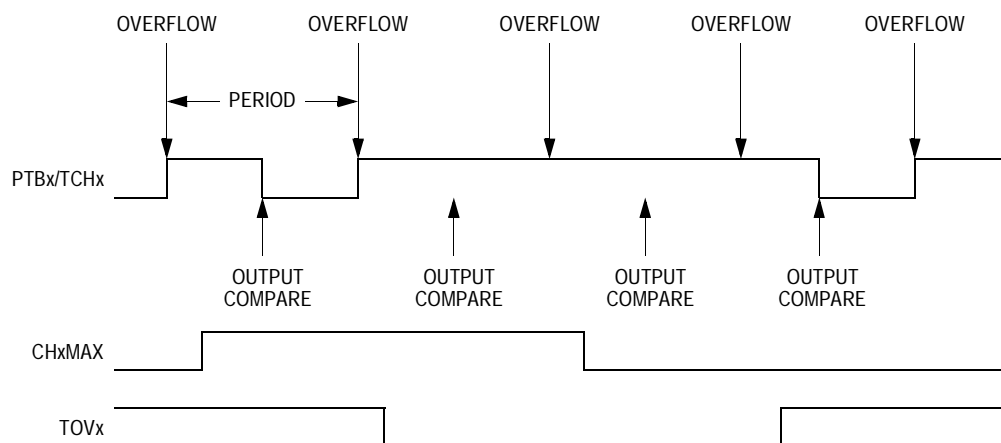 OVERFLOW OVERFLOW OVERFLOW OVERFLOW OVERFLOW
PERIOD
PTBx/TCHx
OUTPUT OUTPUT OUTPUT OUTPUT
COMPARE COMPARE COMPARE COMPARE
CHxMAX
TOVx